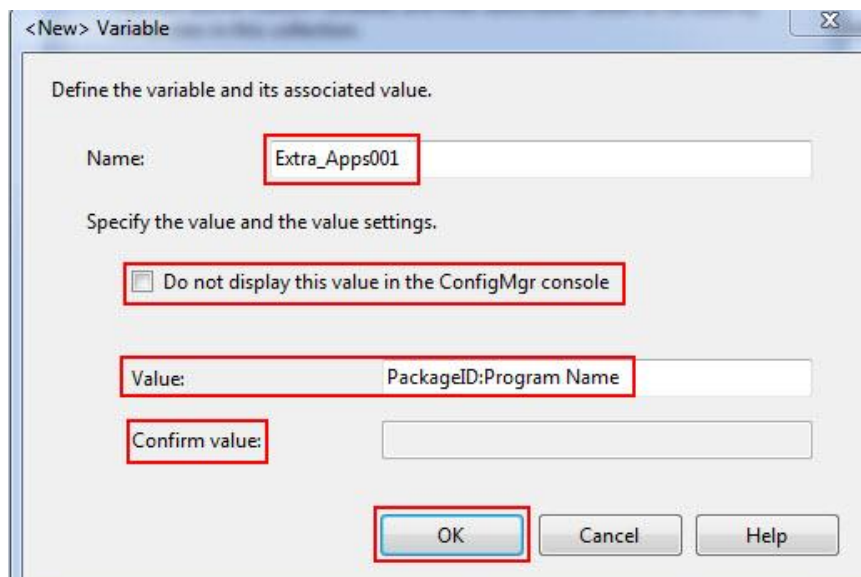 <New> Variable
Define the variable and its associated value.
Name: Extra_Apps001
Specify the value and the value settings.
Do not display this value in the ConfigMgr console
Value: PackageID:Program Name
Confirm value:
OK Cancel Help